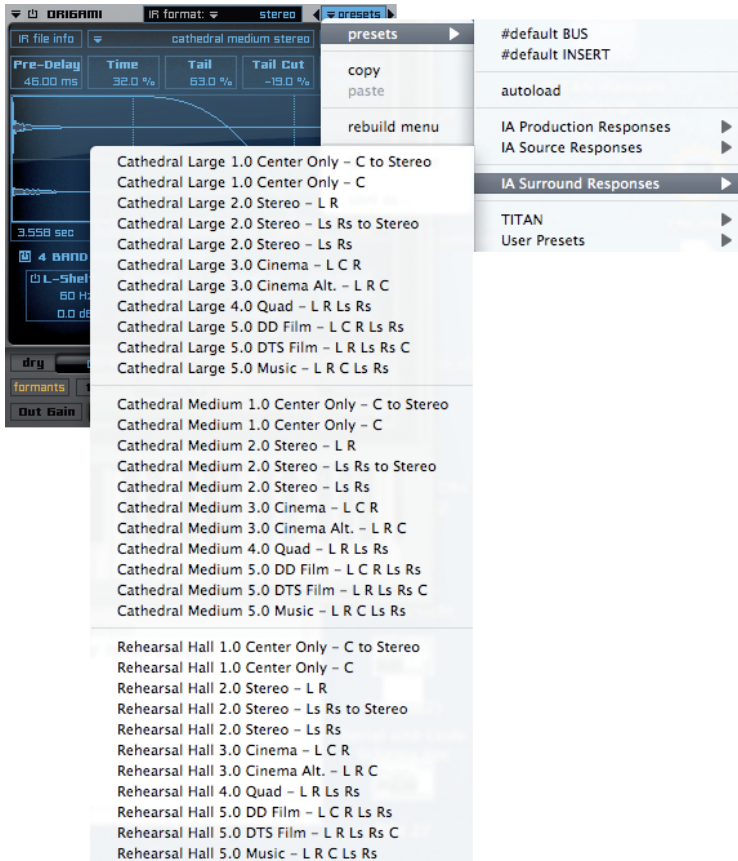 ORIGAMI
IR format:
stereo
presets
IR file info
cathedral medium stereo
Pre-Delay
Time
Tail
Tail Cut
46.00 ms
32.0 %
63.0 %
-19.0 %
3.558 sec
4 BAND
L-Shel
60 Hz
0.0 dB
dry
formants
Out Gain
presets
copy
paste
rebuild menu
#default BUS
#default INSERT
autoload
IA Production Responses
IA Source Responses
IA Surround Responses
TITAN
User Presets
Cathedral Large 1.0 Center Only – C to Stereo
Cathedral Large 1.0 Center Only – C
Cathedral Large 2.0 Stereo – L R
Cathedral Large 2.0 Stereo – Ls Rs to Stereo
Cathedral Large 2.0 Stereo – Ls Rs
Cathedral Large 3.0 Cinema – L C R
Cathedral Large 3.0 Cinema Alt. – L R C
Cathedral Large 4.0 Quad – L R Ls Rs
Cathedral Large 5.0 DD Film – L C R Ls Rs
Cathedral Large 5.0 DTS Film – L R Ls Rs C
Cathedral Large 5.0 Music – L R C Ls Rs
Cathedral Medium 1.0 Center Only – C to Stereo
Cathedral Medium 1.0 Center Only – C
Cathedral Medium 2.0 Stereo – L R
Cathedral Medium 2.0 Stereo – Ls Rs to Stereo
Cathedral Medium 2.0 Stereo – Ls Rs
Cathedral Medium 3.0 Cinema – L C R
Cathedral Medium 3.0 Cinema Alt. – L R C
Cathedral Medium 4.0 Quad – L R Ls Rs
Cathedral Medium 5.0 DD Film – L C R Ls Rs
Cathedral Medium 5.0 DTS Film – L R Ls Rs C
Cathedral Medium 5.0 Music – L R C Ls Rs
Rehearsal Hall 1.0 Center Only – C to Stereo
Rehearsal Hall 1.0 Center Only – C
Rehearsal Hall 2.0 Stereo – L R
Rehearsal Hall 2.0 Stereo – Ls Rs to Stereo
Rehearsal Hall 2.0 Stereo – Ls Rs
Rehearsal Hall 3.0 Cinema – L C R
Rehearsal Hall 3.0 Cinema Alt. – L R C
Rehearsal Hall 4.0 Quad – L R Ls Rs
Rehearsal Hall 5.0 DD Film – L C R Ls Rs
Rehearsal Hall 5.0 DTS Film – L R Ls Rs C
Rehearsal Hall 5.0 Music – L R C Ls Rs